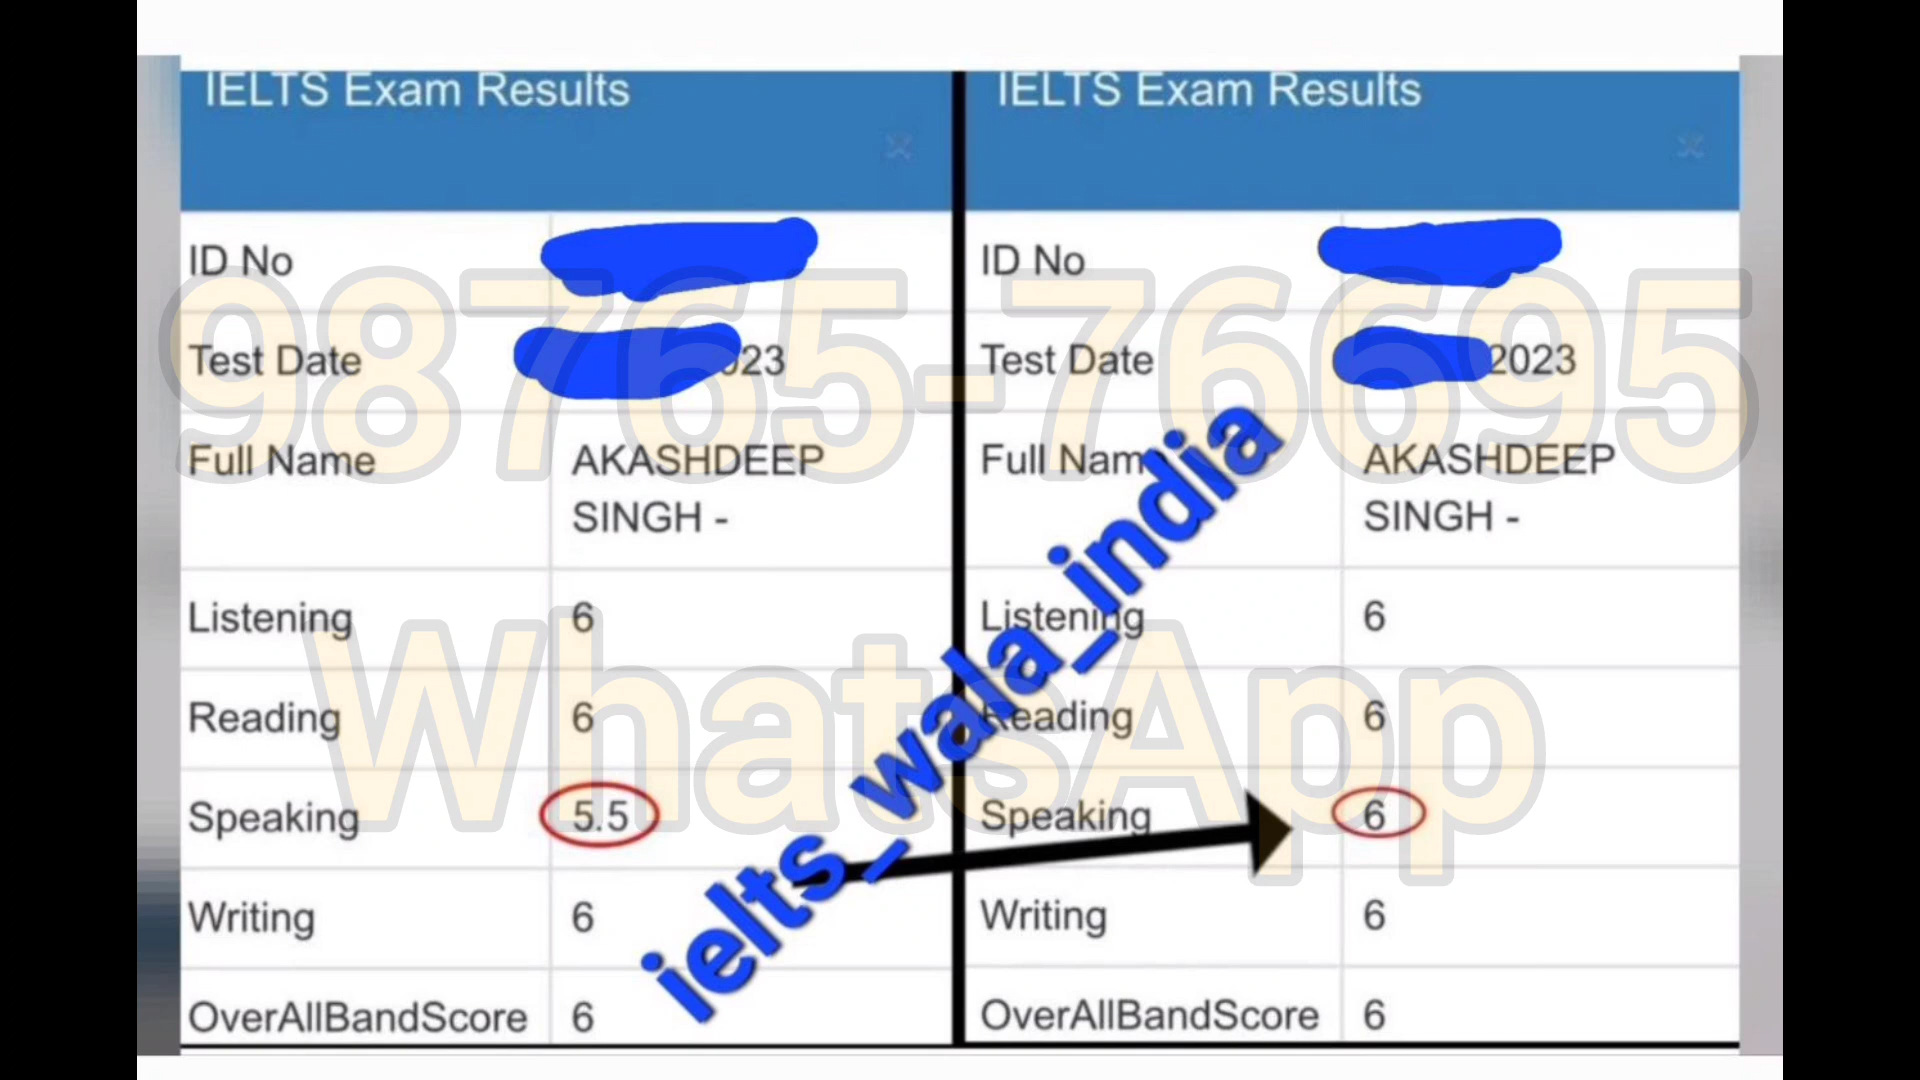 IELTS Exam Results
ID No
Test Date 23
Full Name AKASHDEEP
SINGH -
Listening 6
Reading 6
Speaking 5.5
Writing 6
OverAllBandScore 6
IELTS Exam Results
ID No
Test Date 2023
Full Nam AKASHDEEP
SINGH -
Listening 6
Reading 6
Speaking 6
Writing 6
OverAllBandScore 6
98765-76695
WhatsApp
ielts_wala_india